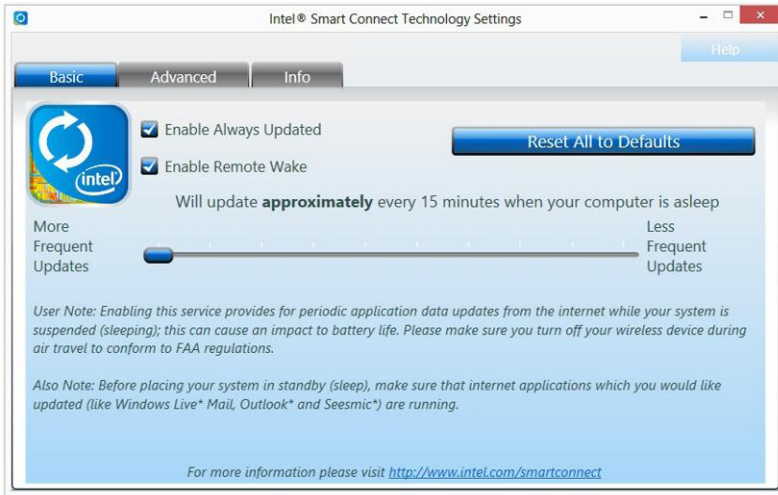 Intel® Smart Connect Technology Settings
Help
Basic Advanced Info
Enable Always Updated
Reset All to Defaults
Enable Remote Wake
(intel)
Will update approximately every 15 minutes when your computer is asleep
More
Frequent
Updates
Less
Frequent
Updates
User Note: Enabling this service provides for periodic application data updates from the internet while your system is
suspended (sleeping); this can cause an impact to battery life. Please make sure you turn off your wireless device during
air travel to conform to FAA regulations.
Also Note: Before placing your system in standby (sleep), make sure that internet applications which you would like
updated (like Windows Live* Mail, Outlook* and Seesmic*) are running.
For more information please visit http://www.intel.com/smartconnect